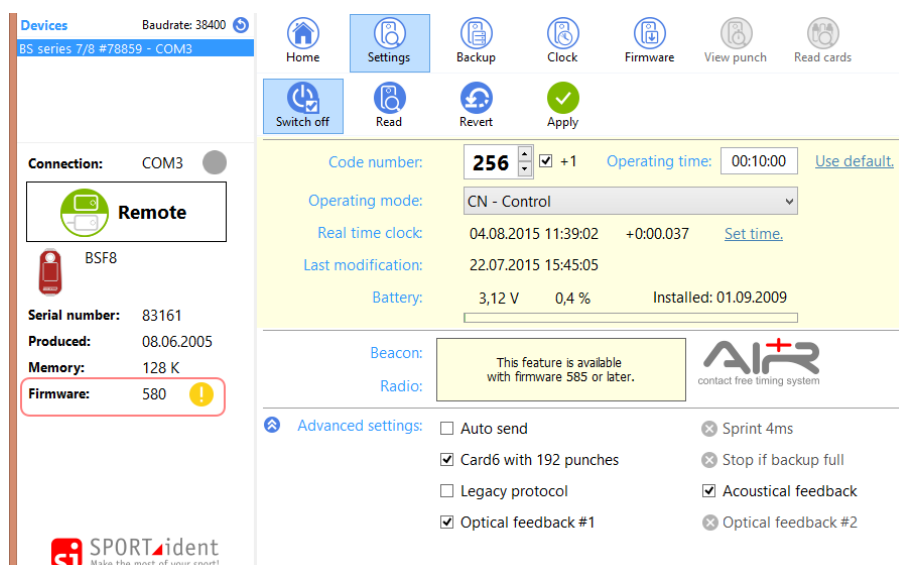 Devices Baudrate: 38400
BS series 7/8 #78859 - COM3
Home Settings Backup Clock Firmware View punch Read cards
Switch off Read Revert Apply
Connection: COM3
Remote
BSF8
Serial number: 83161
Produced: 08.06.2005
Memory: 128 K
Firmware: 580
SPORTident
Make the most of your sport!
Code number: 256 +1 Operating time: 00:10:00 Use default.
Operating mode: CN - Control
Real time clock: 04.08.2015 11:39:02 +0:00.037 Set time.
Last modification: 22.07.2015 15:45:05
Battery: 3,12 V 0,4 % Installed: 01.09.2009
Beacon:
Radio:
This feature is available
with firmware 585 or later.
AIR+
contact free timing system
Advanced settings:
Auto send Sprint 4ms
Card6 with 192 punches Stop if backup full
Legacy protocol Acoustical feedback
Optical feedback #1 Optical feedback #2